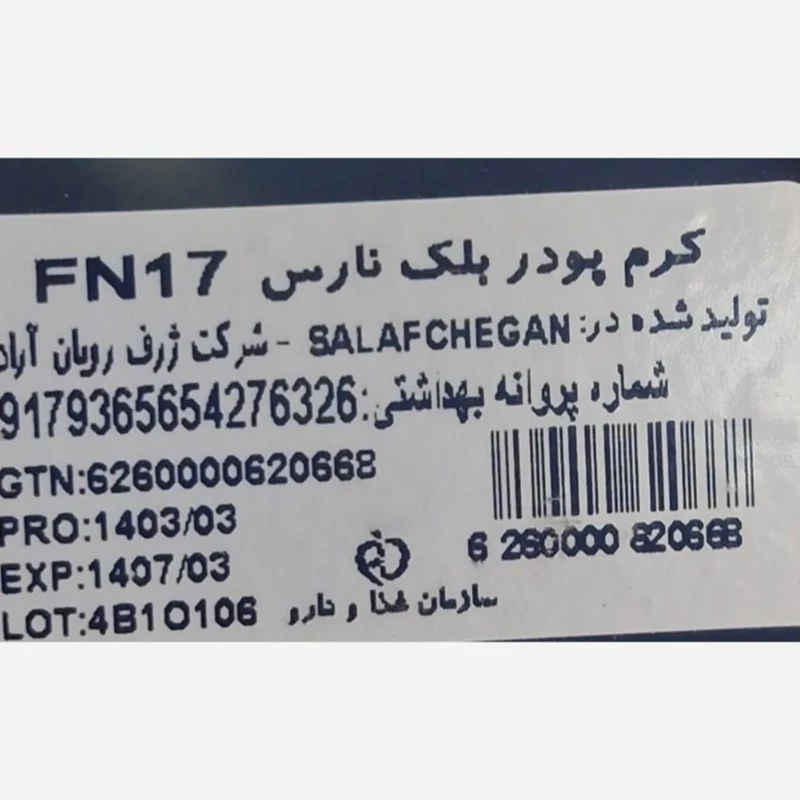 کرم پودر بلک نارس FN17
تولید شده در: SALAFCHEGAN - شرکت ژرف رویان آراد
شماره پروانه بهداشتی: 9179365654276326
GTN:6260000620668
PRO:1403/03
EXP:1407/03
LOT:4B1O106
6 260000 820668
سازمان غذا و دارو